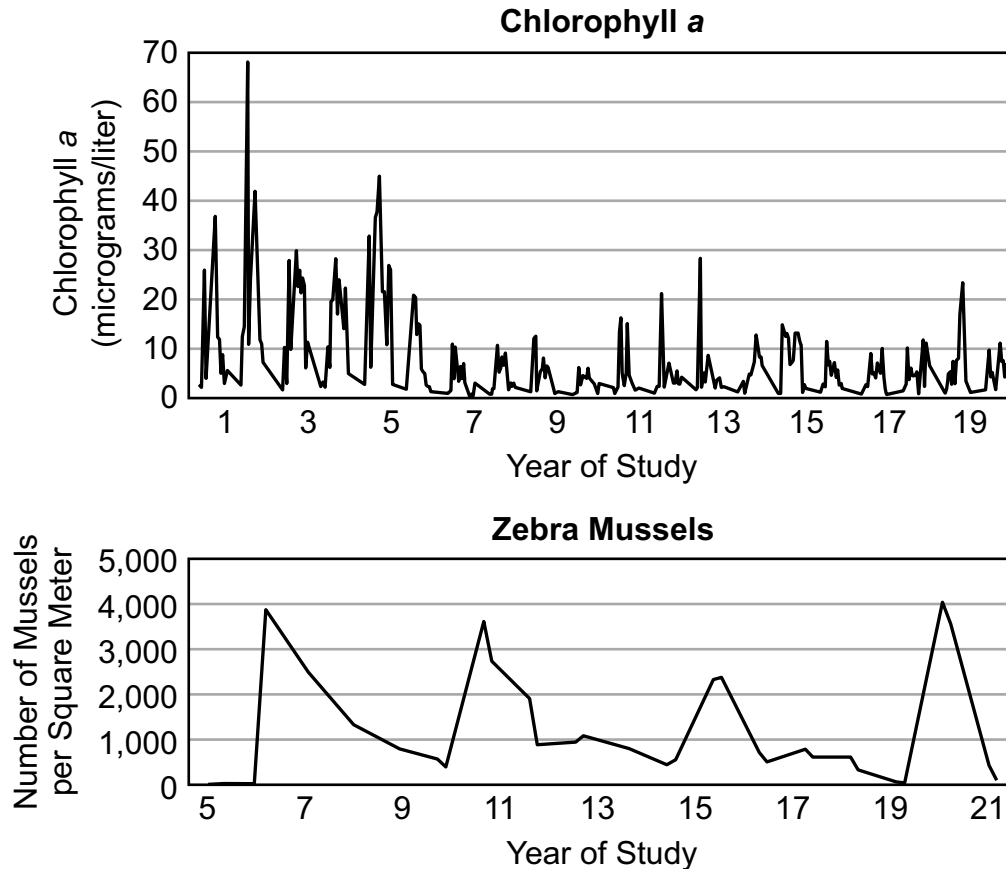 Chlorophyll a
70
60
50
40
30
20
10
0
Chlorophyll a
(micrograms/liter)
1 3 5 7 9 11 13 15 17 19
Year of Study
Zebra Mussels
5,000
4,000
3,000
2,000
1,000
0
Number of Mussels
per Square Meter
5 7 9 11 13 15 17 19 21
Year of Study